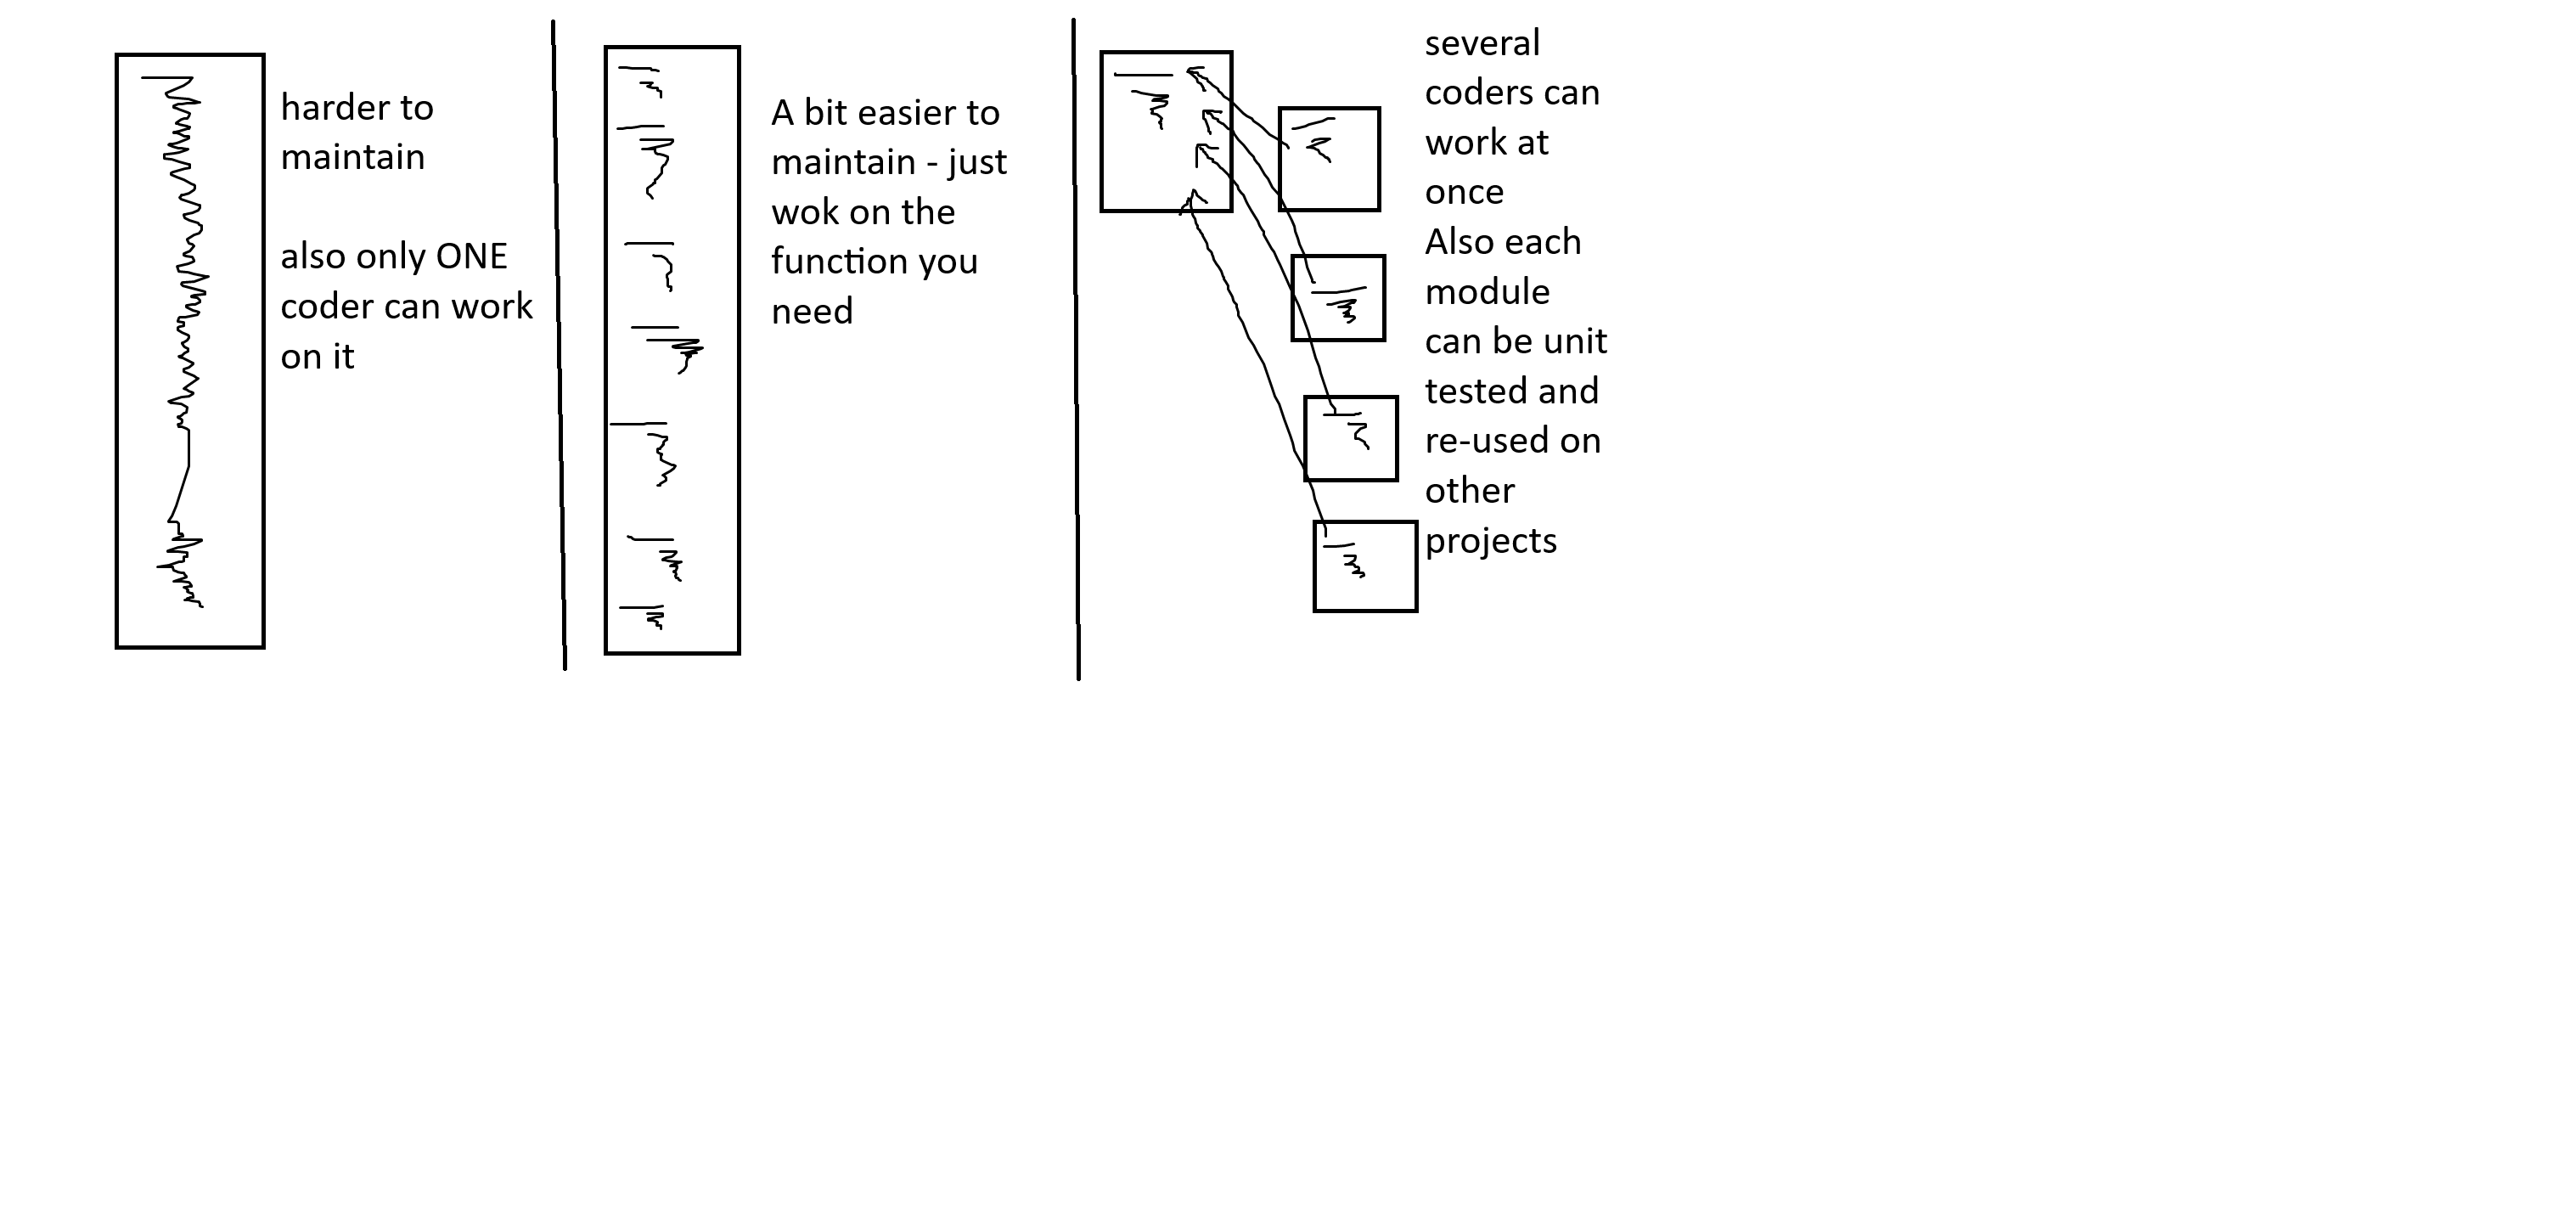 harder to
maintain
also only ONE
coder can work
on it
A bit easier to
maintain - just
wok on the
function you
need
several
coders can
work at
once
Also each
module
can be unit
tested and
re-used on
other
projects